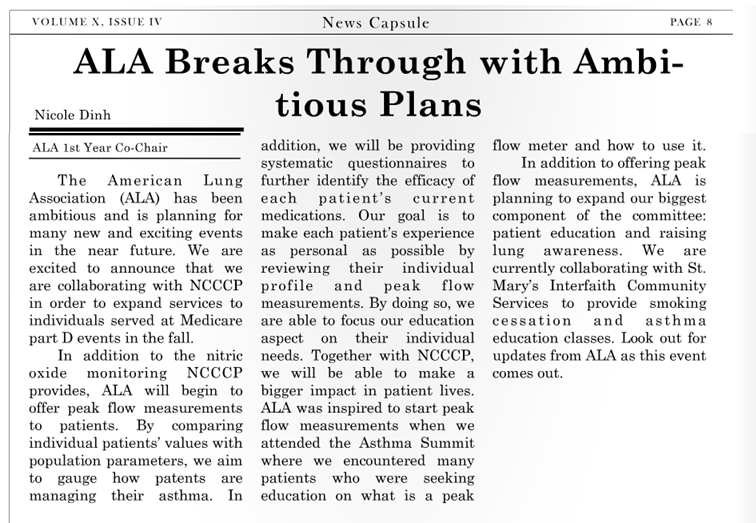 VOLUME X, ISSUE IV
News Capsule
PAGE 8
ALA Breaks Through with Ambi-
tious Plans
Nicole Dinh
ALA 1st Year Co-Chair
The American Lung
Association (ALA) has been
ambitious and is planning for
many new and exciting events
in the near future. We are
excited to announce that we
are collaborating with NCCCP
in order to expand services to
individuals served at Medicare
part D events in the fall.
In addition to the nitric
oxide monitoring NCCCP
provides, ALA will begin to
offer peak flow measurements
to patients. By comparing
individual patients' values with
population parameters, we aim
to gauge how patents are
managing their asthma. In
addition, we will be providing
systematic questionnaires to
further identify the efficacy of
each patient's current
medications. Our goal is to
make each patient's experience
as personal as possible by
reviewing their individual
profile and peak flow
measurements. By doing so, we
are able to focus our education
aspect on their individual
needs. Together with NCCCP,
we will be able to make a
bigger impact in patient lives.
ALA was inspired to start peak
flow measurements when we
attended the Asthma Summit
where we encountered many
patients who were seeking
education on what is a peak
flow meter and how to use it.
In addition to offering peak
flow measurements, ALA is
planning to expand our biggest
component of the committee:
patient education and raising
lung awareness. We are
currently collaborating with St.
Mary's Interfaith Community
Services to provide smoking
cessation and asthma
education classes. Look out for
updates from ALA as this event
comes out.